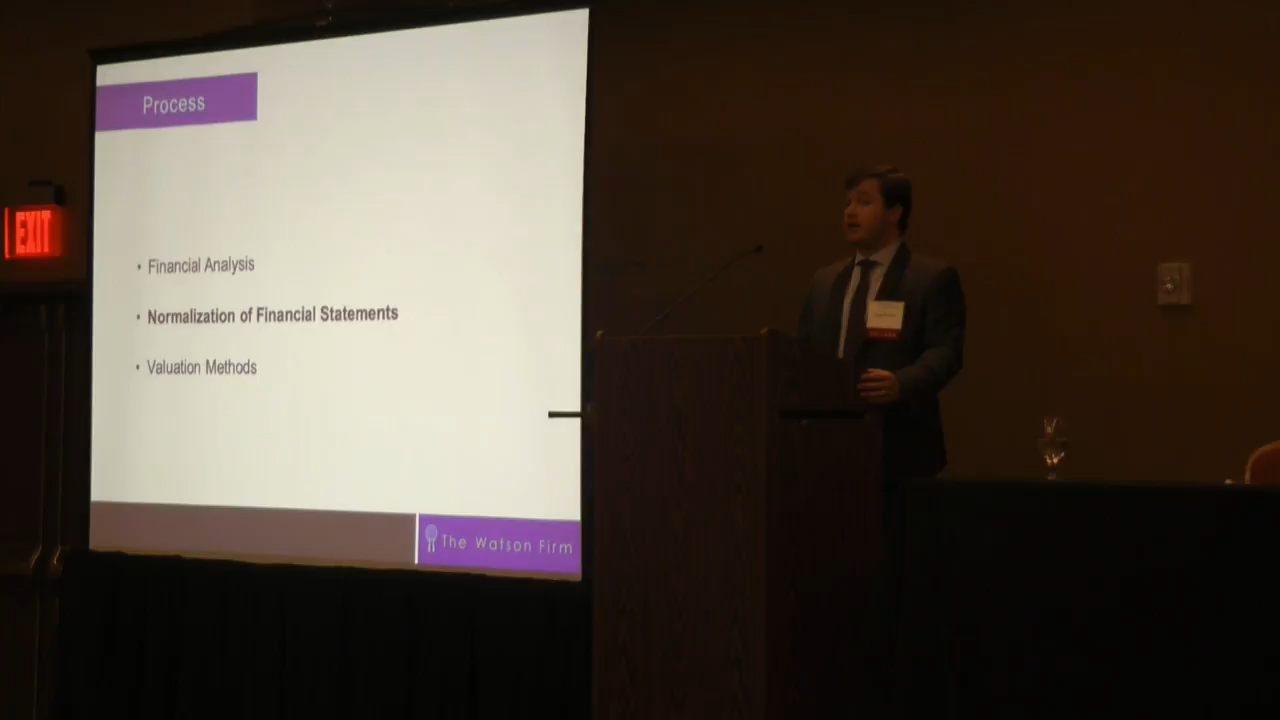 Process
EXIT
• Financial Analysis
• Normalization of Financial Statements
• Valuation Methods
The Watson Firm